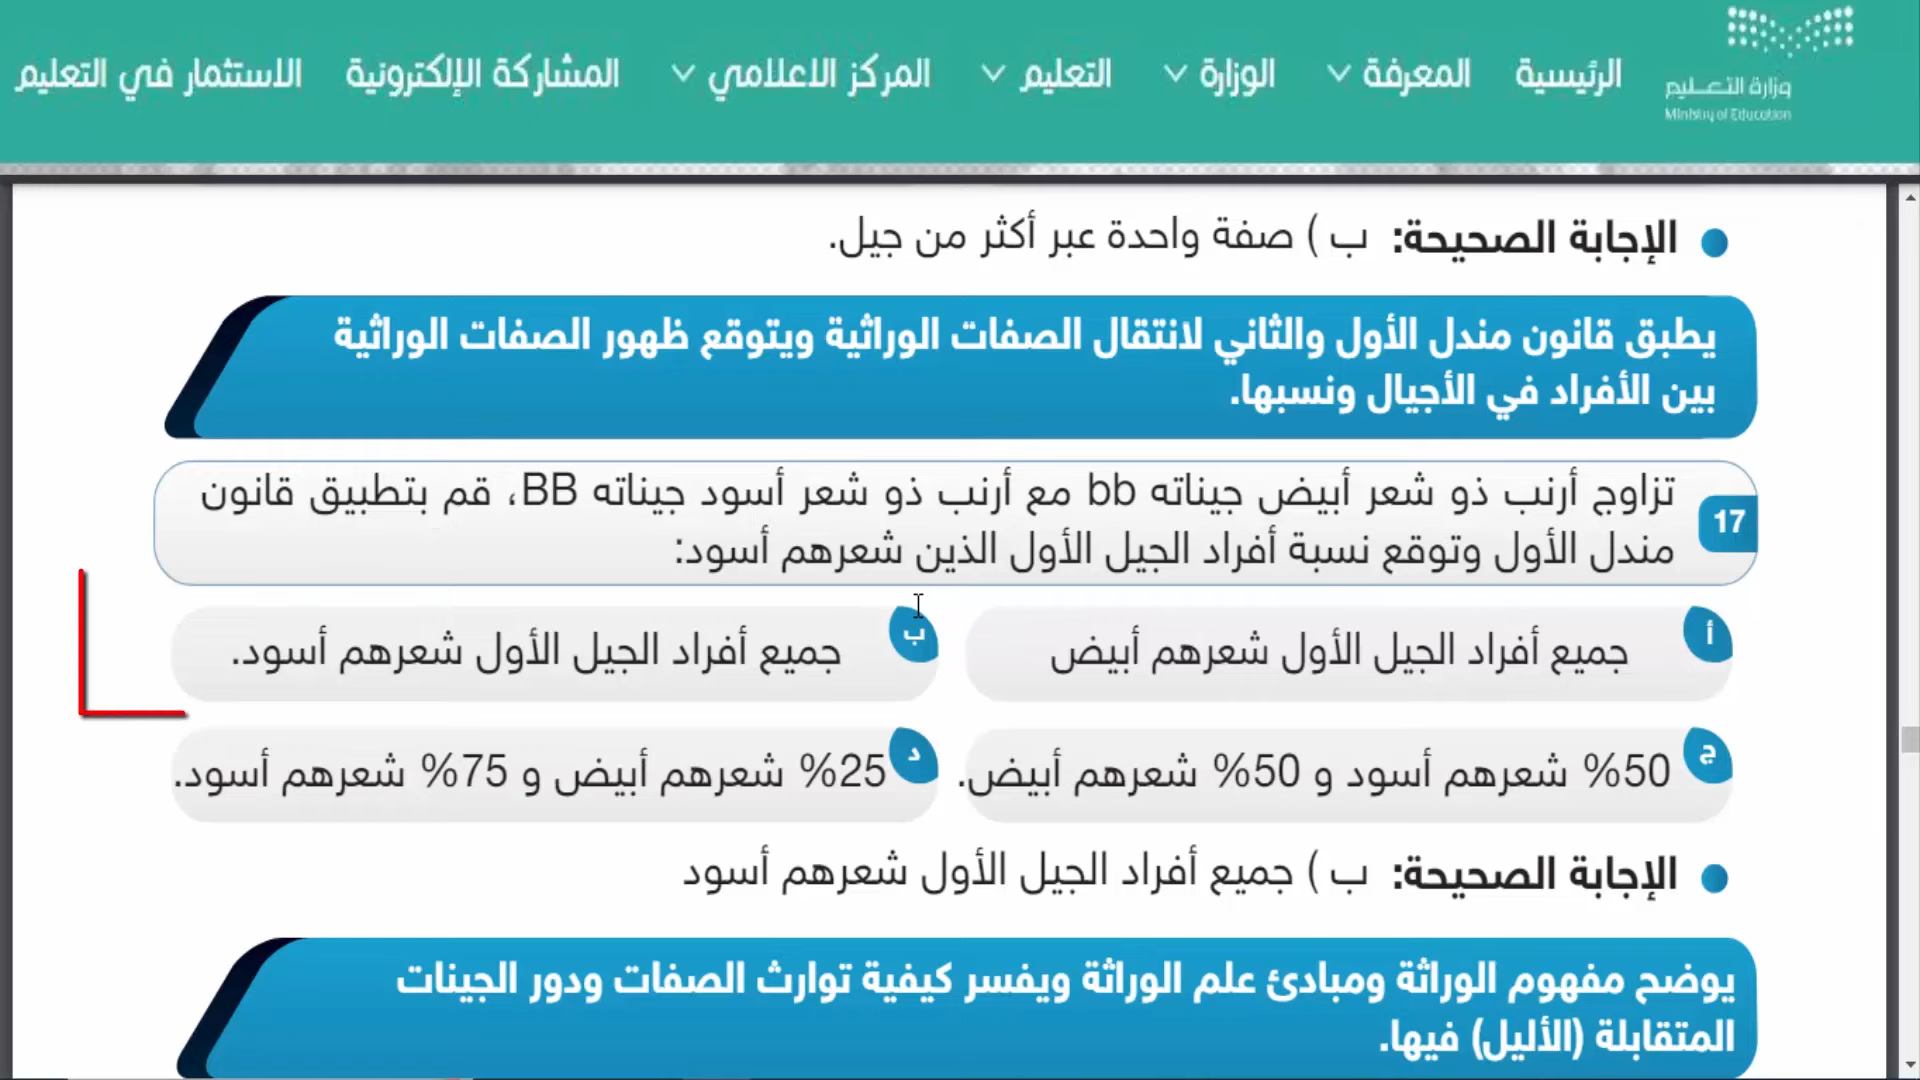 وزارة التعـــليم
Ministry of Education
الرئيسية المعرفة الوزارة التعليم المركز الاعلامي المشاركة الإلكترونية الاستثمار في التعليم
الإجابة الصحيحة: ب ) صفة واحدة عبر أكثر من جيل.
يطبق قانون مندل الأول والثاني لانتقال الصفات الوراثية ويتوقع ظهور الصفات الوراثية
بين الأفراد في الأجيال ونسبها.
17
تزاوج أرنب ذو شعر أبيض جيناته bb مع أرنب ذو شعر أسود جيناته BB، قم بتطبيق قانون
مندل الأول وتوقع نسبة أفراد الجيل الأول الذين شعرهم أسود:
أ جميع أفراد الجيل الأول شعرهم أبيض
ب جميع أفراد الجيل الأول شعرهم أسود.
ج 50% شعرهم أسود و 50% شعرهم أبيض.
د 25% شعرهم أبيض و 75% شعرهم أسود.
الإجابة الصحيحة: ب ) جميع أفراد الجيل الأول شعرهم أسود
يوضح مفهوم الوراثة ومبادئ علم الوراثة ويفسر كيفية توارث الصفات ودور الجينات
المتقابلة (الأليل) فيها.